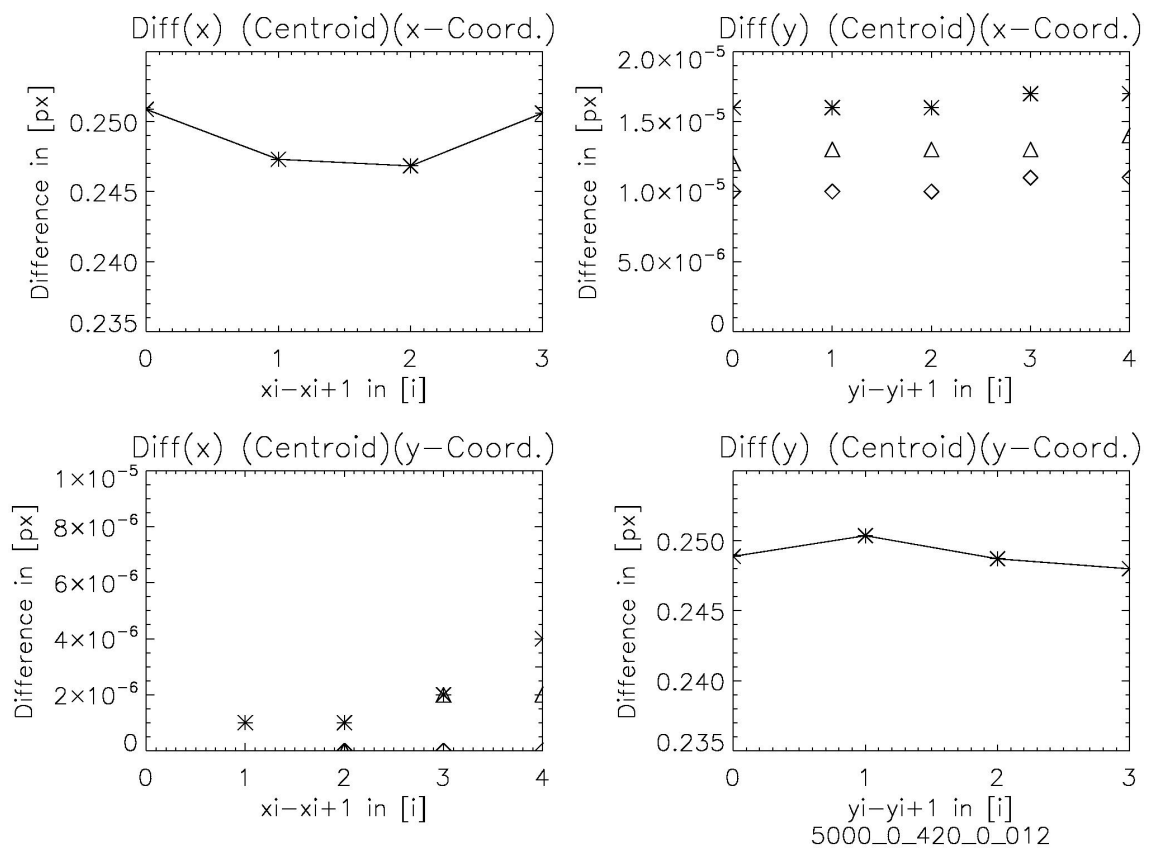 Diff(x) (Centroid)(x-Coord.)
Difference in [px]
0.250
0.245
0.240
0.235
0 1 2 3
xi-xi+1 in [i]
Diff(y) (Centroid)(x-Coord.)
Difference in [px]
2.0×10⁻⁵
1.5×10⁻⁵
1.0×10⁻⁵
5.0×10⁻⁶
0
0 1 2 3 4
yi-yi+1 in [i]
Diff(x) (Centroid)(y-Coord.)
Difference in [px]
1×10⁻⁵
8×10⁻⁶
6×10⁻⁶
4×10⁻⁶
2×10⁻⁶
0
0 1 2 3 4
xi-xi+1 in [i]
Diff(y) (Centroid)(y-Coord.)
Difference in [px]
0.250
0.245
0.240
0.235
0 1 2 3
yi-yi+1 in [i]
5000_0_420_0_012